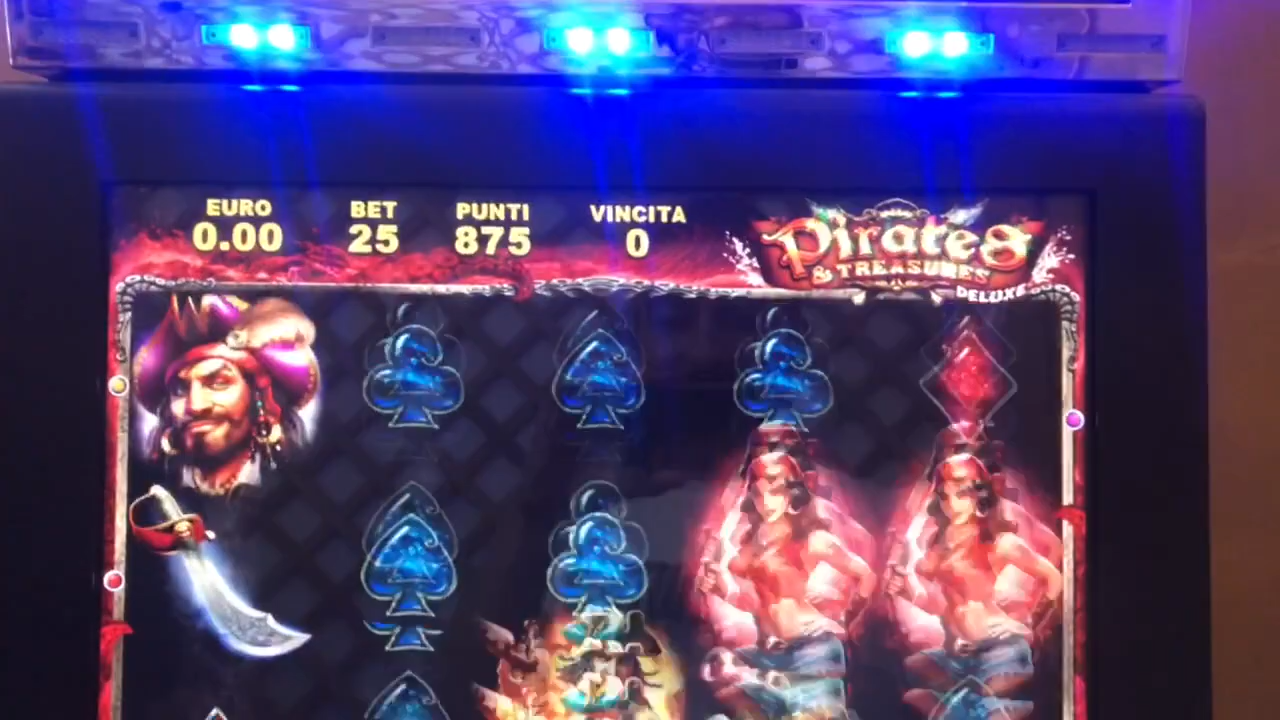 EURO BET PUNTI VINCITA
0.00 25 875 0
Pirates
& TREASURES
DELUXE